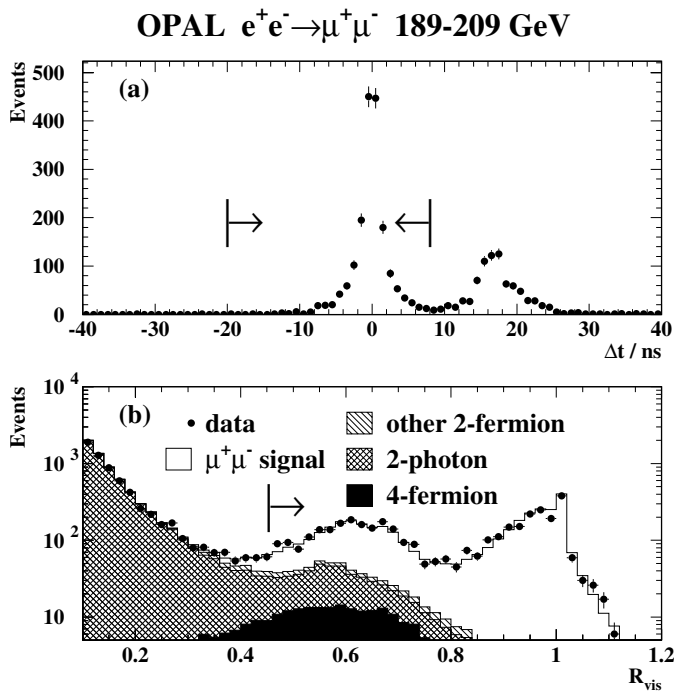 OPAL e⁺e⁻→μ⁺μ⁻ 189-209 GeV
Events
(a)
500
400
300
200
100
0
-40 -30 -20 -10 0 10 20 30 40
Δt / ns
Events
(b)
10⁴
10³
10²
10
data
μ⁺μ⁻ signal
other 2-fermion
2-photon
4-fermion
0.2 0.4 0.6 0.8 1 1.2
R_vis